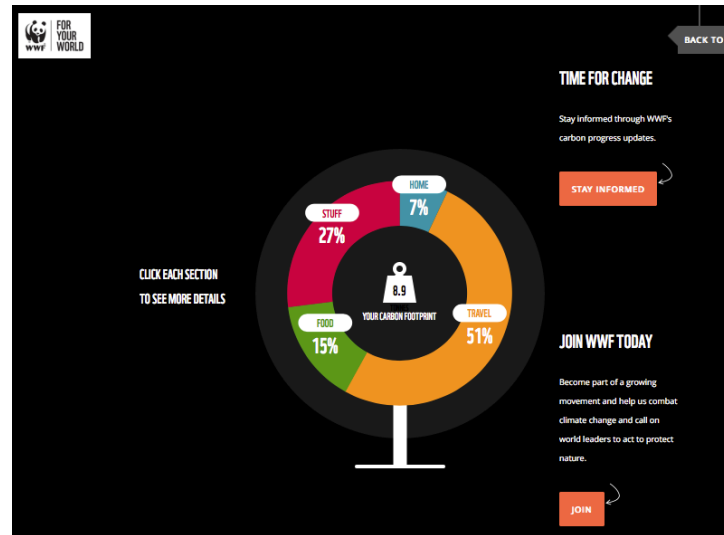 WWF
FOR
YOUR
WORLD
BACK TO
TIME FOR CHANGE
Stay informed through WWF's
carbon progress updates.
STAY INFORMED
HOME
7%
STUFF
27%
CLICK EACH SECTION
TO SEE MORE DETAILS
8.9
YOUR CARBON FOOTPRINT
TRAVEL
51%
FOOD
15%
JOIN WWF TODAY
Become part of a growing
movement and help us combat
climate change and call on
world leaders to act to protect
nature.
JOIN